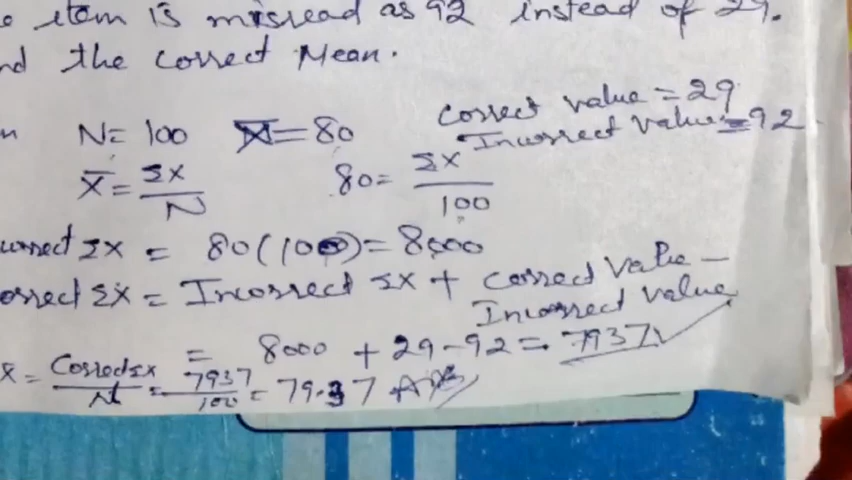 item is misread as 92 instead of 29.
the correct Mean.
correct value = 29
N = 100 X̅ = 80 Incorrect value = 92
X̅ = ΣX / N 80 = ΣX / 100
ΣX = 80(100) = 8000
ΣX = Incorrect ΣX + correct value – Incorrect value
= 8000 + 29 – 92 = 7937
X̅ = Correct Σx / N = 7937 / 100 = 79.37 Ans